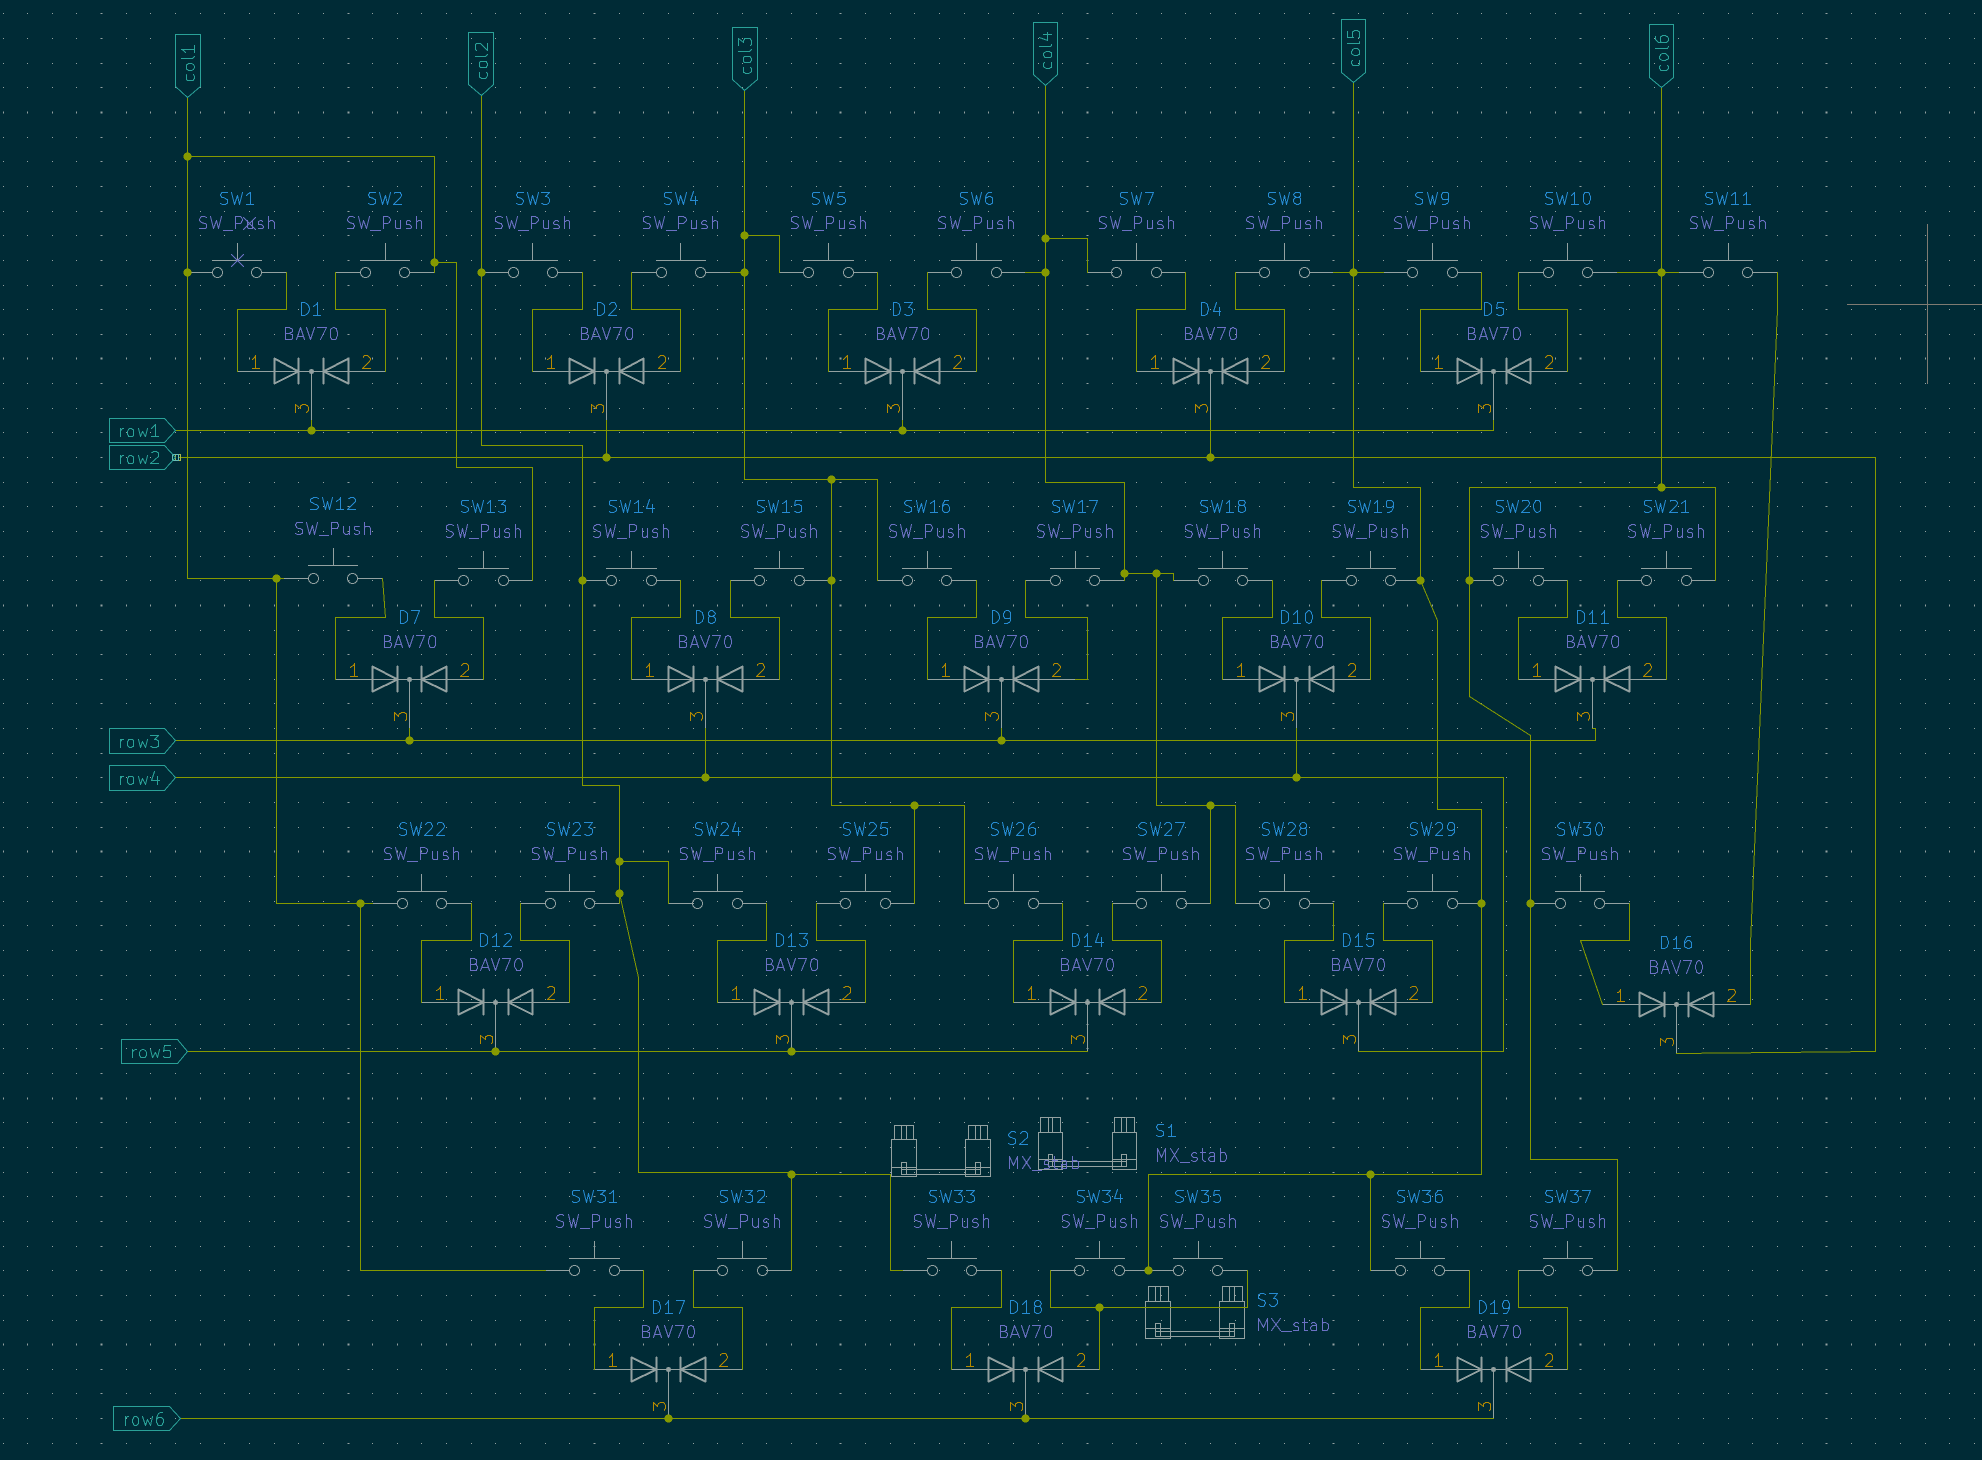 col1
col2
col3
col4
col5
col6
SW1
SW_Push
SW2
SW_Push
SW3
SW_Push
SW4
SW_Push
SW5
SW_Push
SW6
SW_Push
SW7
SW_Push
SW8
SW_Push
SW9
SW_Push
SW10
SW_Push
SW11
SW_Push
D1
BAV70
1
2
3
D2
BAV70
1
2
3
D3
BAV70
1
2
3
D4
BAV70
1
2
3
D5
BAV70
1
2
3
row1
row2
SW12
SW_Push
SW13
SW_Push
SW14
SW_Push
SW15
SW_Push
SW16
SW_Push
SW17
SW_Push
SW18
SW_Push
SW19
SW_Push
SW20
SW_Push
SW21
SW_Push
D7
BAV70
1
2
3
D8
BAV70
1
2
3
D9
BAV70
1
2
3
D10
BAV70
1
2
3
D11
BAV70
1
2
3
row3
row4
SW22
SW_Push
SW23
SW_Push
SW24
SW_Push
SW25
SW_Push
SW26
SW_Push
SW27
SW_Push
SW28
SW_Push
SW29
SW_Push
SW30
SW_Push
D12
BAV70
1
2
3
D13
BAV70
1
2
3
D14
BAV70
1
2
3
D15
BAV70
1
2
3
D16
BAV70
1
2
3
row5
S2
MX_stab
S1
MX_stab
SW31
SW_Push
SW32
SW_Push
SW33
SW_Push
SW34
SW_Push
SW35
SW_Push
SW36
SW_Push
SW37
SW_Push
D17
BAV70
1
2
3
D18
BAV70
1
2
3
S3
MX_stab
D19
BAV70
1
2
3
row6